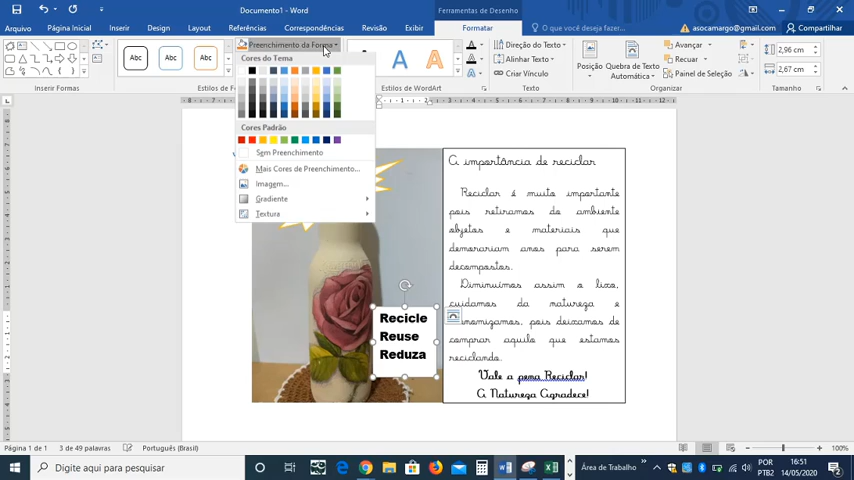 Documento1 - Word
Ferramentas de Desenho
Arquivo
Página Inicial
Inserir
Design
Layout
Referências
Correspondências
Revisão
Exibir
Formatar
O que você deseja fazer...
asocamargo@gmail.com
Compartilhar
Abc
Abc
Preenchimento da Forma
Edição do Texto
Alinhar Texto
Criar Link
Posição
Quebra de Texto
Automática
Avançar
Recuar
Painel de Seleção
2,96 cm
2,67 cm
Inserir Formas
Estilos de F
Estilos de WordArt
Texto
Organizar
Tamanho
Cores do Tema
Cores Padrão
Sem Preenchimento
Mais Cores de Preenchimento...
Imagem...
Gradiente
Textura
Recicle
Reuse
Reduza
A importância de reciclar
Reciclar é muito importante
pois retiramos do ambiente
objetos e materiais que
demorariam anos para serem
decompostos.
Diminuímos assim o lixo,
cuidamos da natureza e
onomizamos, pois deixamos de
comprar aquilo que estamos
reciclando.
Vale a pena Reciclar!
A Natureza Agradece!
Página 1 de 1
3 de 49 palavras
Português (Brasil)
100%
Digite aqui para pesquisar
Área de Trabalho
POR
PTB2
16:51
14/05/2020